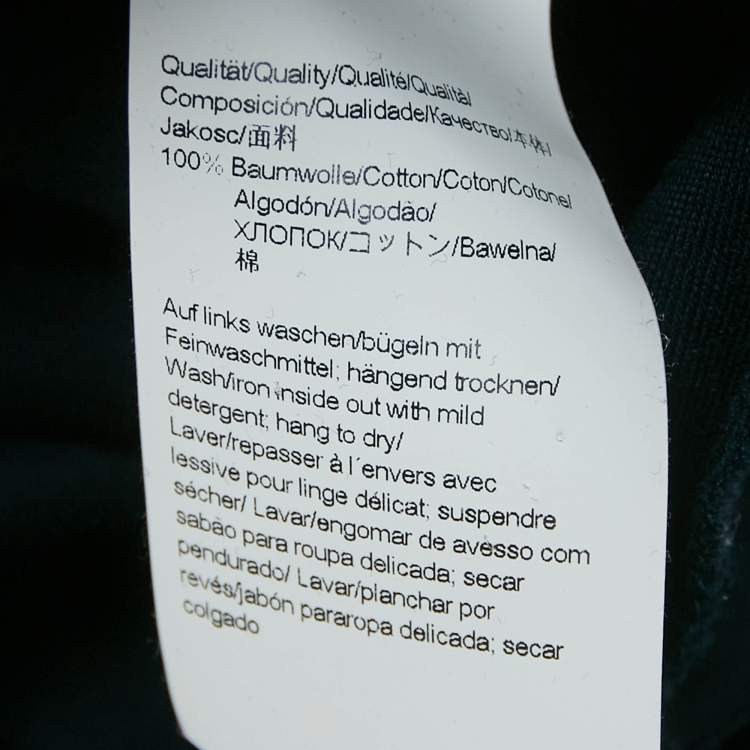 Qualität/Quality/Qualité/Qualità/
Composición/Qualidade/Качество/本体/
Jakosc/面料
100% Baumwolle/Cotton/Coton/Cotone/
Algodón/Algodão/
ХЛОПОК/コットン/Bawelna/
棉
Auf links waschen/bügeln mit
Feinwaschmittel; hängend trocknen/
Wash/iron inside out with mild
detergent; hang to dry/
Laver/repasser à l´envers avec
lessive pour linge délicat; suspendre
sécher/ Lavar/engomar de avesso com
sabão para roupa delicada; secar
pendurado/ Lavar/planchar por
revés/jabón pararopa delicada; secar
colgado